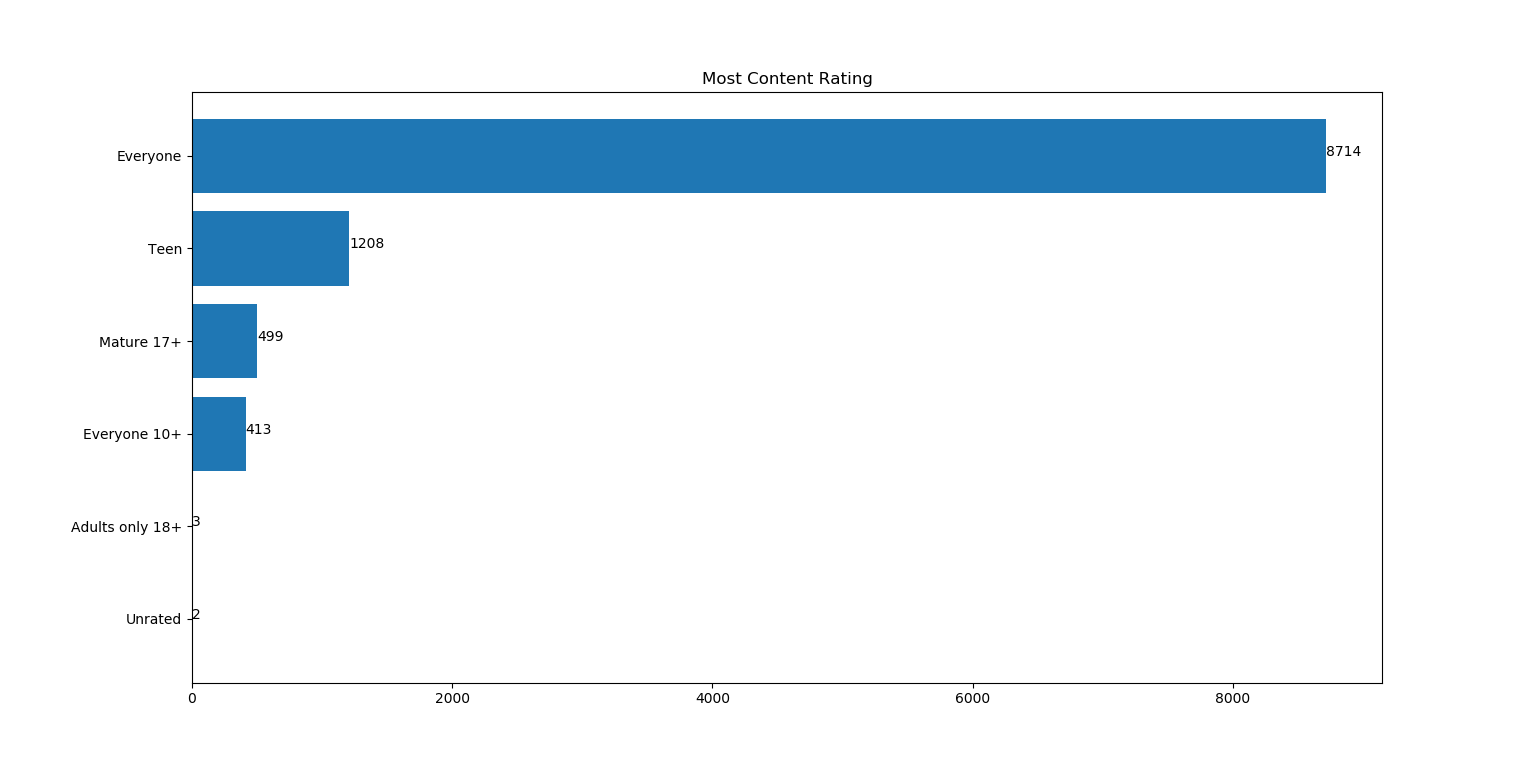 Most Content Rating
Everyone 8714
Teen 1208
Mature 17+ 499
Everyone 10+ 413
Adults only 18+ 3
Unrated 2
0 2000 4000 6000 8000